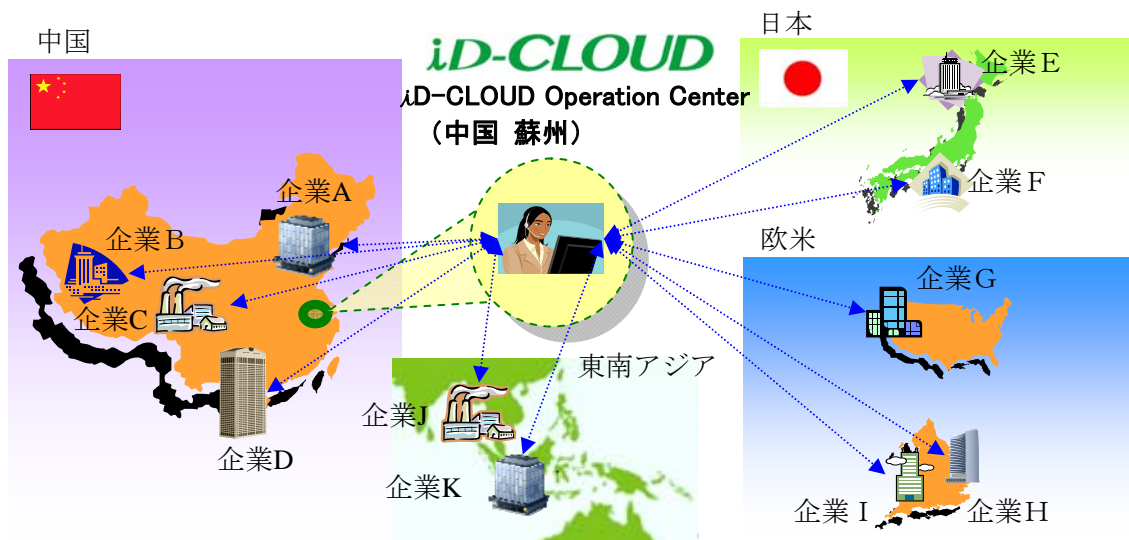 中国
iD-CLOUD
iD-CLOUD Operation Center
（中国 蘇州）
日本
企業Ｅ
企業Ｆ
企業A
企業Ｂ
企業C
企業D
欧米
企業G
企業Ｉ
企業Ｈ
東南アジア
企業J
企業K